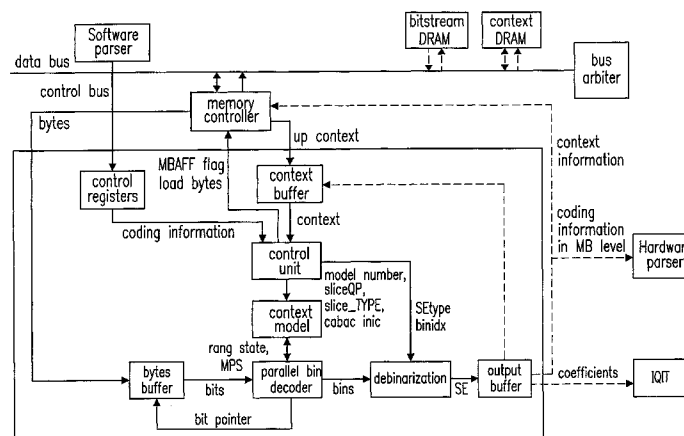 Software
parser
bitstream
DRAM
context
DRAM
data bus
bus
arbiter
control bus
bytes
memory
controller
up context
context
information
MBAFF flag
load bytes
control
registers
context
buffer
coding information
context
coding
information
in MB level
Hardware
parser
control
unit
model number,
sliceQP,
slice_TYPE,
cabac inic
SEtype
binidx
context
model
rang state,
MPS
bytes
buffer
bits
parallel bin
decoder
bins
debinarization
SE
output
buffer
coefficients
IQIT
bit pointer